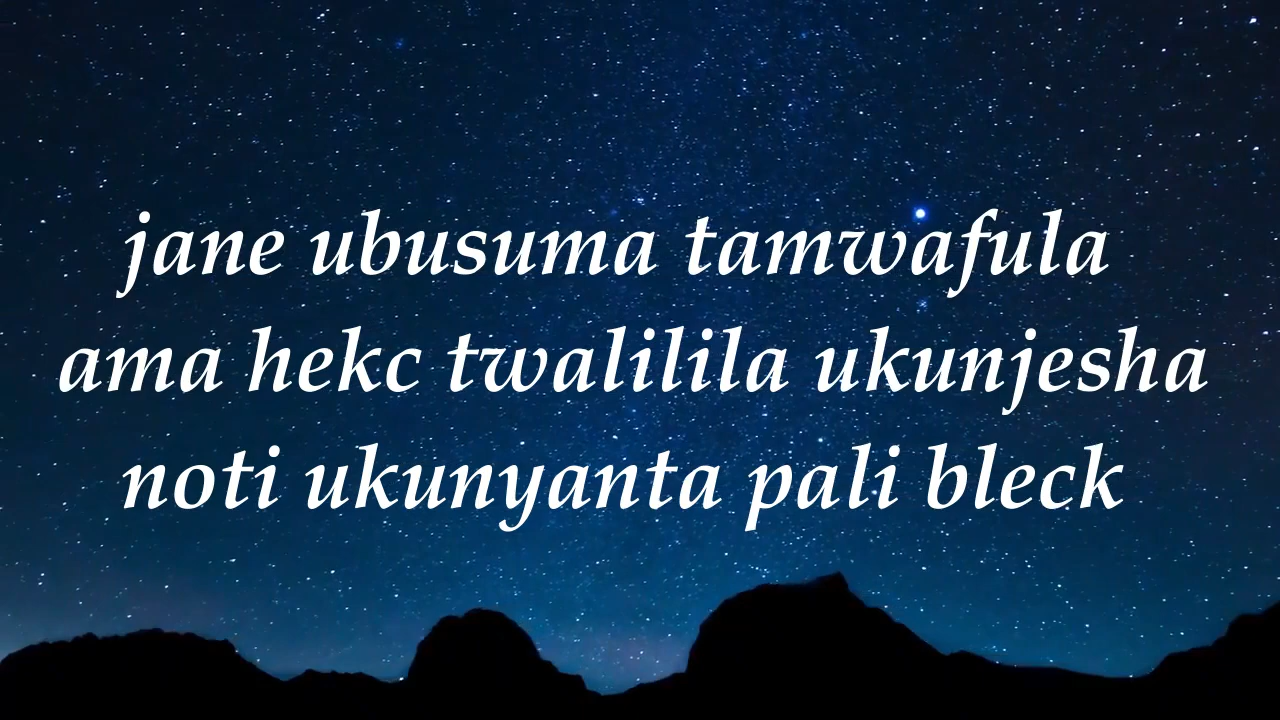 jane ubusuma tamwafula
ama hekc twalilila ukunjesha
noti ukunyanta pali bleck